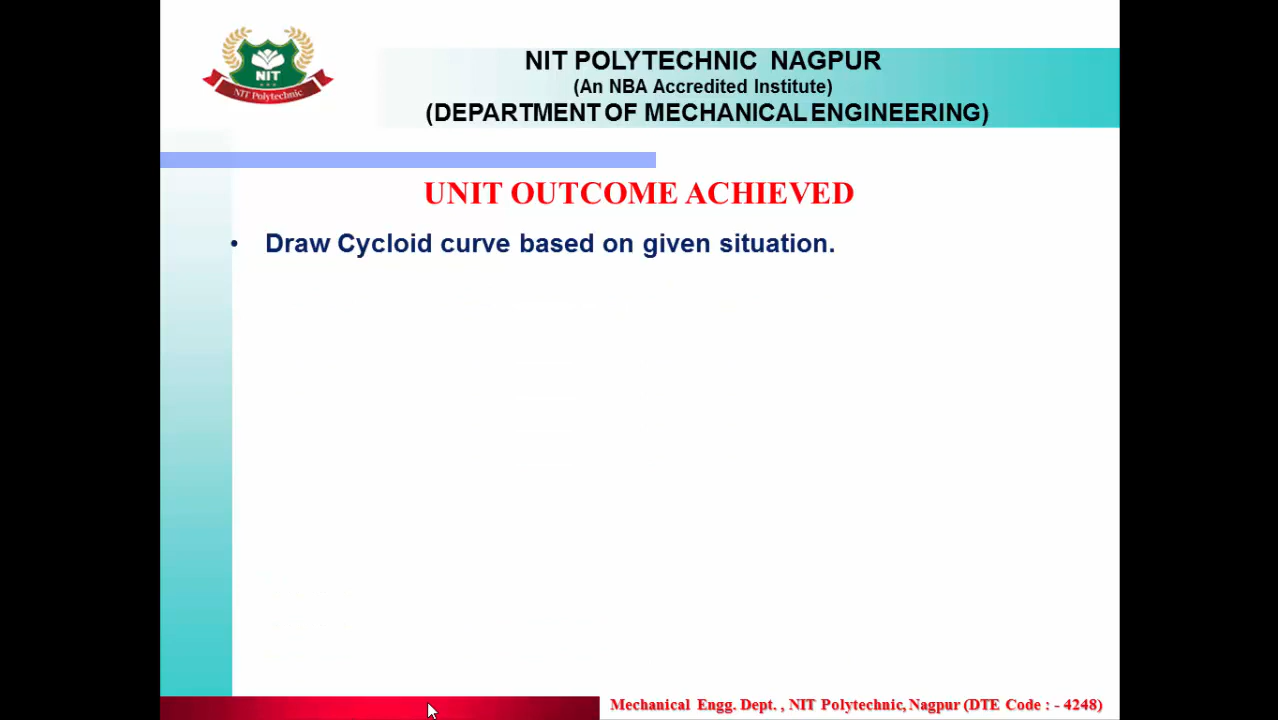 NIT
NIT Polytechnic
NIT POLYTECHNIC NAGPUR
(An NBA Accredited Institute)
(DEPARTMENT OF MECHANICAL ENGINEERING)
UNIT OUTCOME ACHIEVED
• Draw Cycloid curve based on given situation.
Mechanical Engg. Dept. , NIT Polytechnic, Nagpur (DTE Code : - 4248)